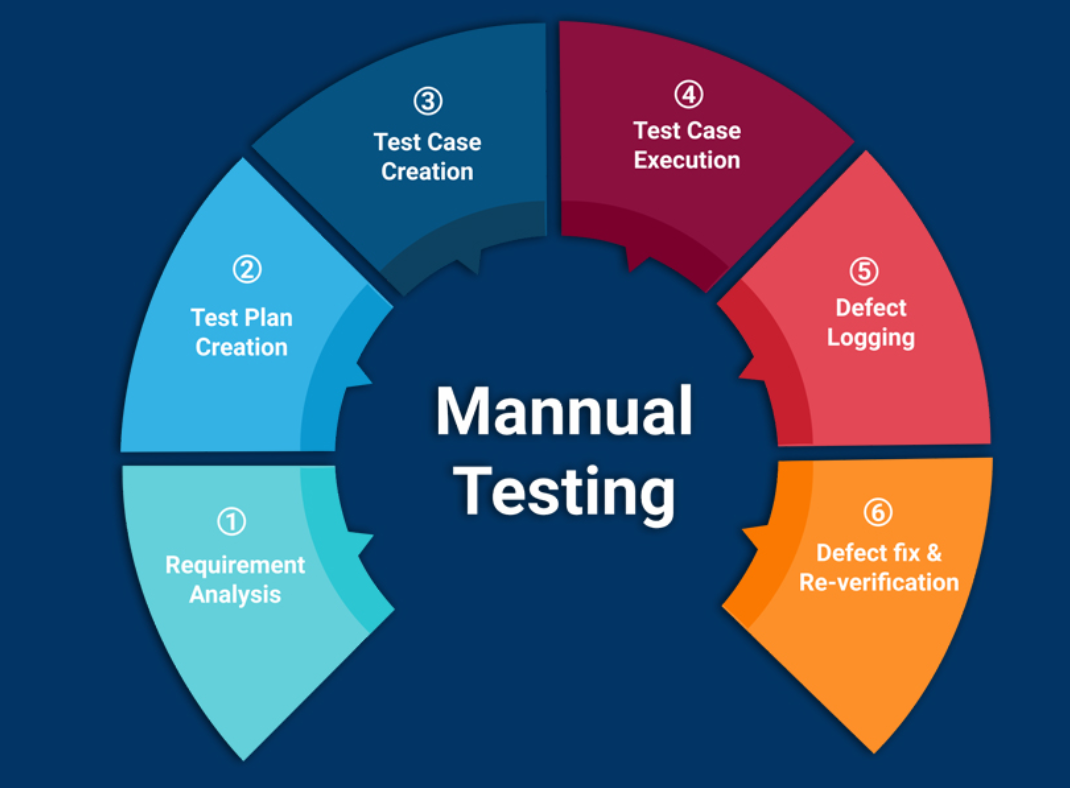 ①
Requirement
Analysis
②
Test Plan
Creation
③
Test Case
Creation
④
Test Case
Execution
⑤
Defect
Logging
⑥
Defect fix &
Re-verification
Mannual
Testing